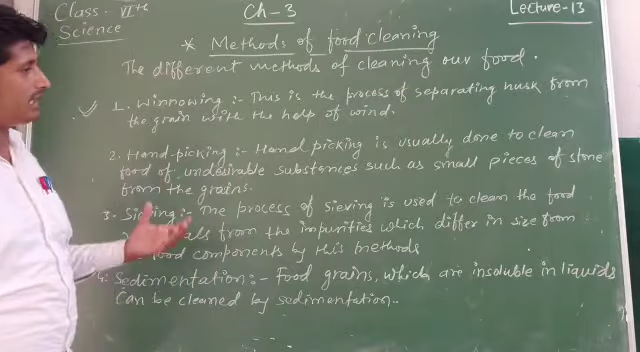 Class- VIth
Science
Ch-3
Lecture-13
* Methods of food cleaning
The different methods of cleaning our food.
1. Winnowing :- This is the process of separating husk from
the grain with the help of wind.
2. Hand-picking :- Hand picking is usually done to clean
food of undesirable substances such as small pieces of stone
from the grains.
3. Sieving :- The process of sieving is used to clean the food
from the impurities which differ in size from
food components by this methods
4. Sedimentation :- Food grains, which are insoluble in liquids
Can be cleaned by sedimentation..